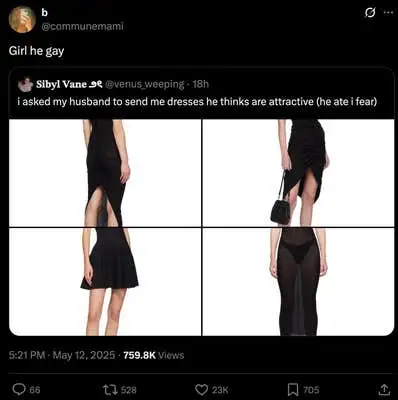 b
@communemami
Girl he gay
Sibyl Vane ౨ৎ @venus_weeping · 18h
i asked my husband to send me dresses he thinks are attractive (he ate i fear)
5:21 PM · May 12, 2025 · 759.8K Views
66 528 23K 705